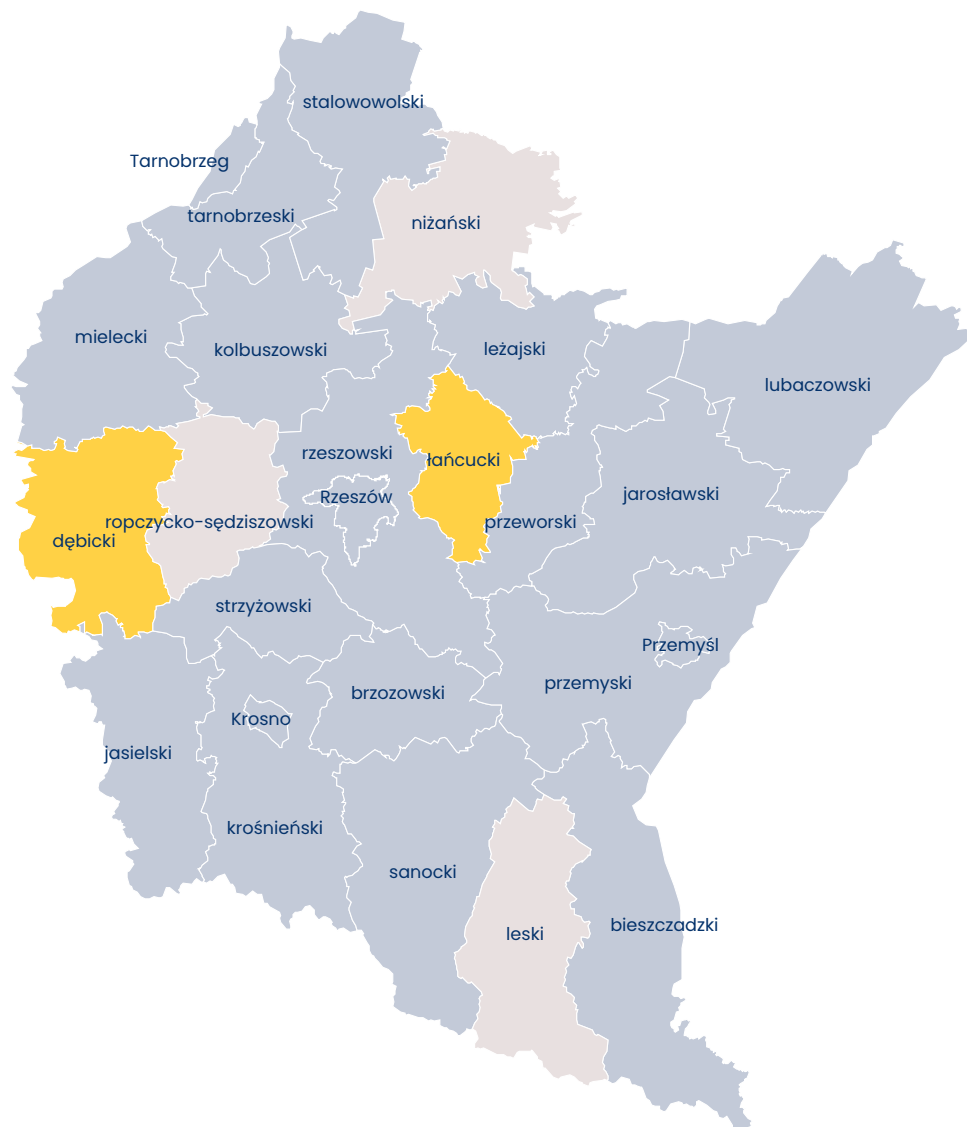 stalowowolski
Tarnobrzeg
tarnobrzeski
niżański
mielecki
kolbuszowski
leżajski
lubaczowski
rzeszowski
łańcucki
Rzeszów
jarosławski
ropczycko-sędziszowski
przeworski
dębicki
strzyżowski
Przemyśl
przemyski
brzozowski
Krosno
jasielski
krośnieński
sanocki
leski
bieszczadzki